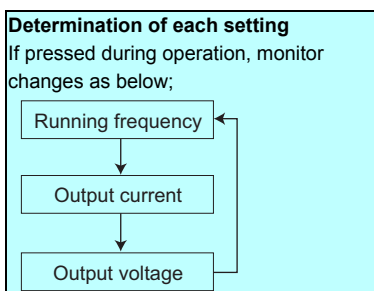 Determination of each setting
If pressed during operation, monitor
changes as below;
Running frequency
Output current
Output voltage